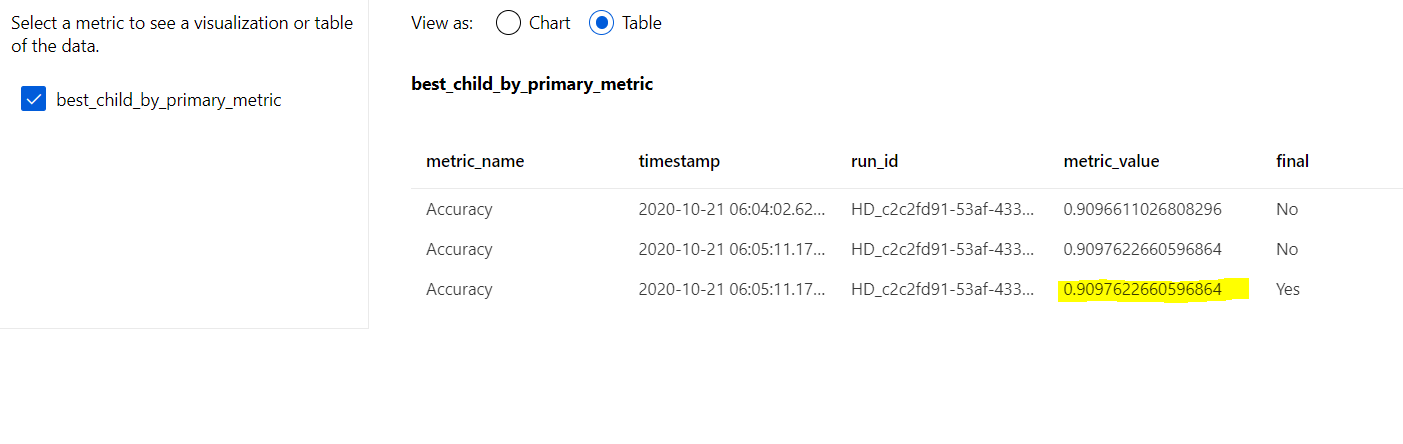 Select a metric to see a visualization or table
of the data.
best_child_by_primary_metric
View as: Chart Table
best_child_by_primary_metric
metric_name timestamp run_id metric_value final
Accuracy 2020-10-21 06:04:02.62... HD_c2c2fd91-53af-433... 0.9096611026808296 No
Accuracy 2020-10-21 06:05:11.17... HD_c2c2fd91-53af-433... 0.9097622660596864 No
Accuracy 2020-10-21 06:05:11.17... HD_c2c2fd91-53af-433... 0.9097622660596864 Yes